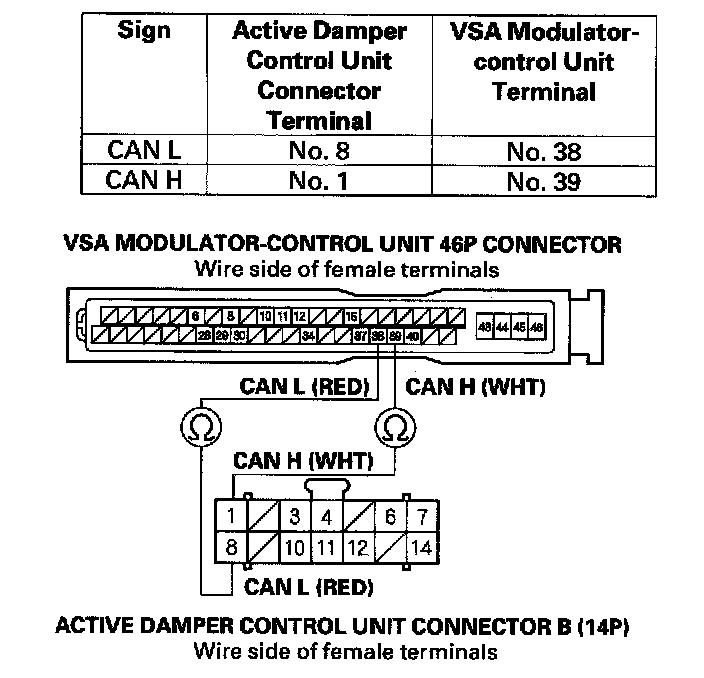 Sign Active Damper Control Unit Connector Terminal VSA Modulator-control Unit Terminal
CAN L No. 8 No. 38
CAN H No. 1 No. 39
VSA MODULATOR-CONTROL UNIT 46P CONNECTOR
Wire side of female terminals
6 8 10 11 12 15
28 29 30 34 37 38 39 40
43 44 45 46
CAN L (RED) CAN H (WHT)
Ω Ω
CAN H (WHT)
1 3 4 6 7
8 10 11 12 14
CAN L (RED)
ACTIVE DAMPER CONTROL UNIT CONNECTOR B (14P)
Wire side of female terminals